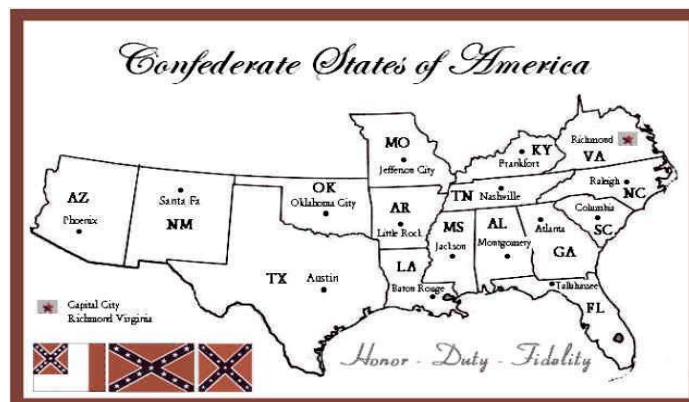 Confederate States of America
MO
Jefferson City
KY
Frankfort
Richmond
VA
AZ
Phoenix
Santa Fa
NM
OK
Oklahoma City
AR
Little Rock
TN
Nashville
Raleigh
NC
Columbia
SC
MS
Jackson
AL
Montgomery
Atlanta
GA
TX
Austin
LA
Baton Rouge
Tallahassee
FL
Capital City
Richmond Virginia
Honor - Duty - Fidelity